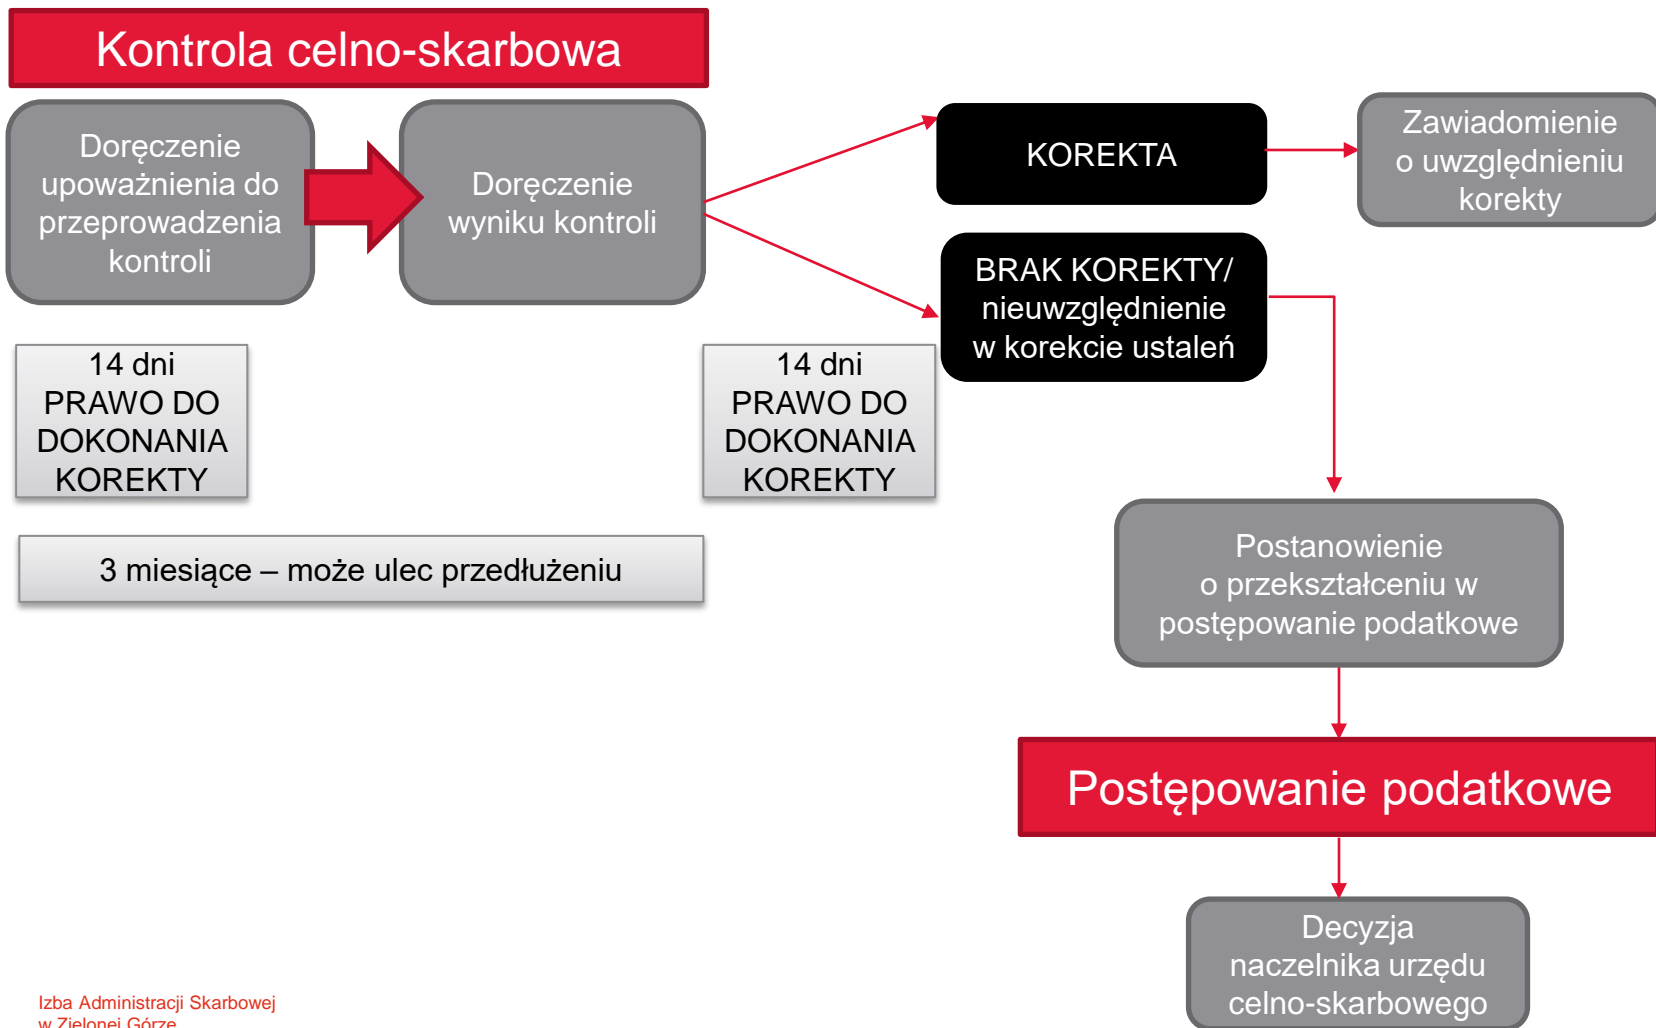 Kontrola celno-skarbowa
Doręczenie
upoważnienia do
przeprowadzenia
kontroli
Doręczenie
wyniku kontroli
KOREKTA
Zawiadomienie
o uwzględnieniu
korekty
BRAK KOREKTY/
nieuwzględnienie
w korekcie ustaleń
14 dni
PRAWO DO
DOKONANIA
KOREKTY
14 dni
PRAWO DO
DOKONANIA
KOREKTY
3 miesiące – może ulec przedłużeniu
Postanowienie
o przekształceniu w
postępowanie podatkowe
Postępowanie podatkowe
Decyzja
naczelnika urzędu
celno-skarbowego
Izba Administracji Skarbowej
w Zielonej Górze